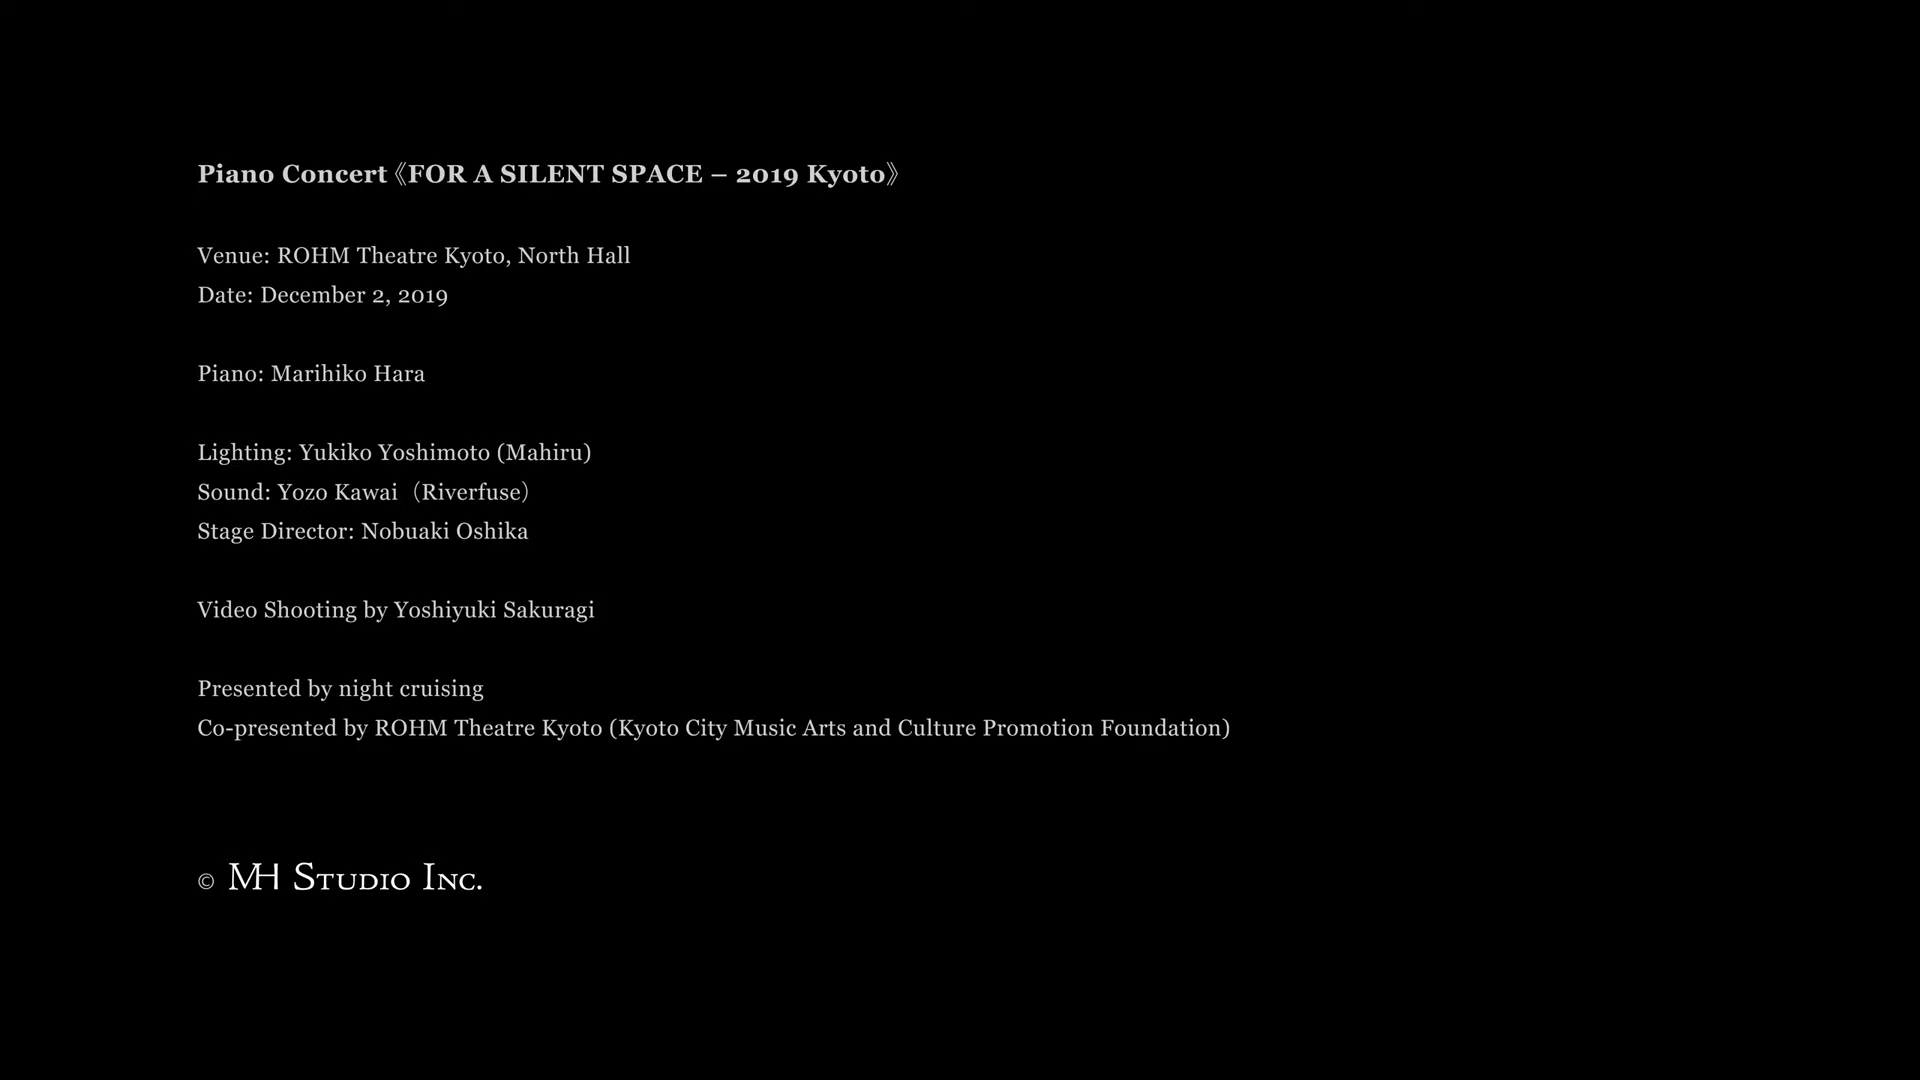 Piano Concert《FOR A SILENT SPACE – 2019 Kyoto》
Venue: ROHM Theatre Kyoto, North Hall
Date: December 2, 2019
Piano: Marihiko Hara
Lighting: Yukiko Yoshimoto (Mahiru)
Sound: Yozo Kawai（Riverfuse）
Stage Director: Nobuaki Oshika
Video Shooting by Yoshiyuki Sakuragi
Presented by night cruising
Co-presented by ROHM Theatre Kyoto (Kyoto City Music Arts and Culture Promotion Foundation)
© MH Studio Inc.